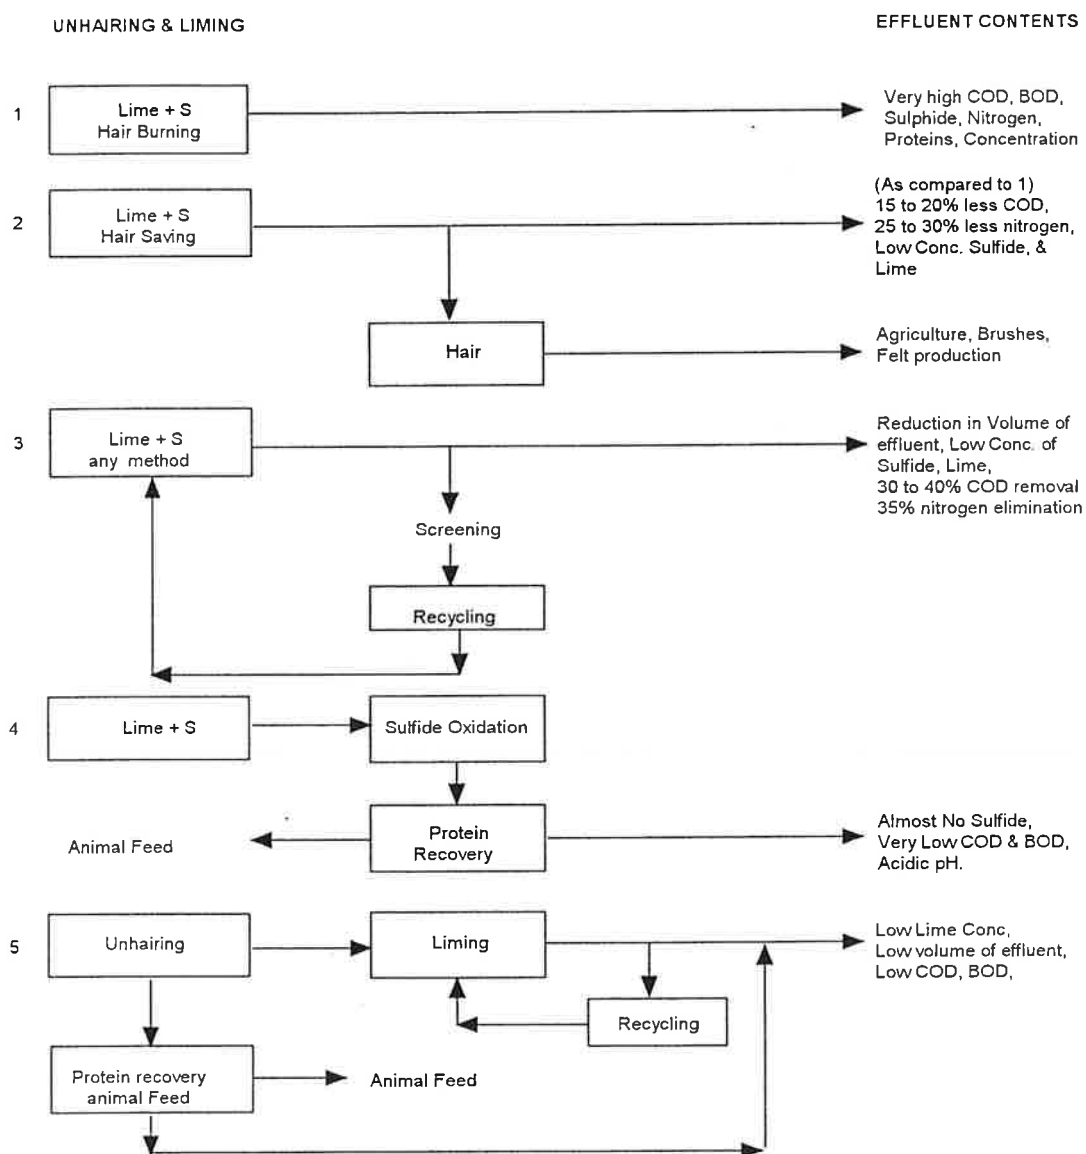 UNHAIRING & LIMING
EFFLUENT CONTENTS
1
Lime + S
Hair Burning
Very high COD, BOD,
Sulphide, Nitrogen,
Proteins, Concentration
2
Lime + S
Hair Saving
(As compared to 1)
15 to 20% less COD,
25 to 30% less nitrogen,
Low Conc. Sulfide, &
Lime
Hair
Agriculture, Brushes,
Felt production
3
Lime + S
any method
Reduction in Volume of
effluent, Low Conc. of
Sulfide, Lime,
30 to 40% COD removal
35% nitrogen elimination
Screening
Recycling
4
Lime + S
Sulfide Oxidation
Animal Feed
Protein
Recovery
Almost No Sulfide,
Very Low COD & BOD,
Acidic pH.
5
Unhairing
Liming
Low Lime Conc,
Low volume of effluent,
Low COD, BOD,
Recycling
Protein recovery
animal Feed
Animal Feed